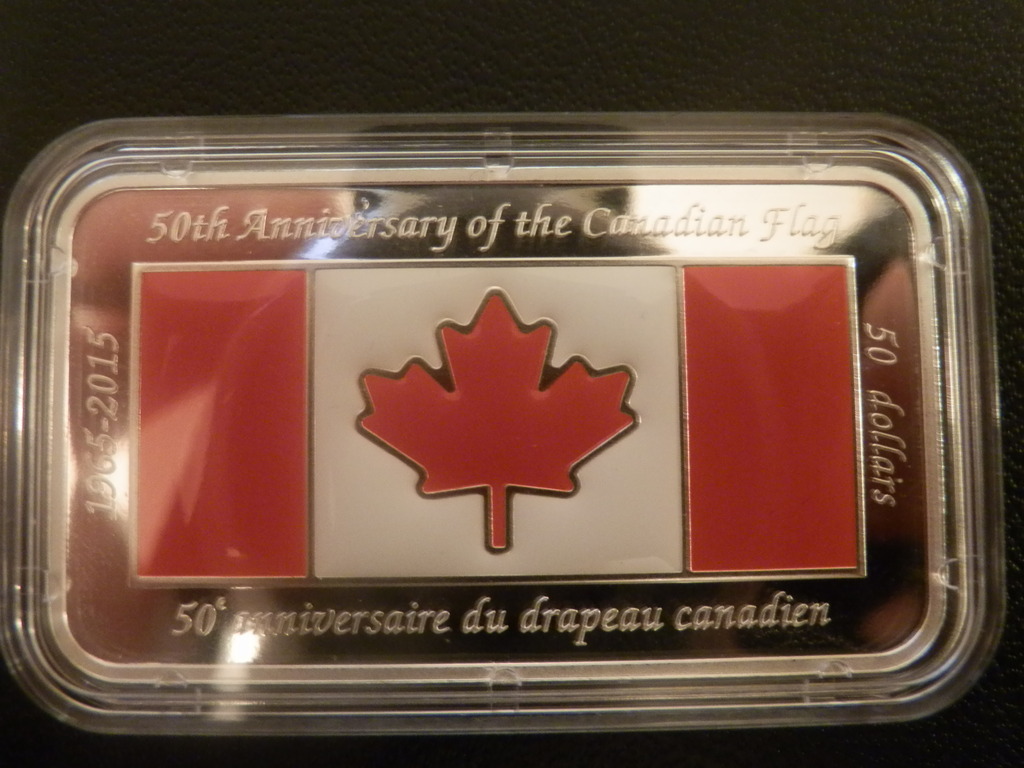 50th Anniversary of the Canadian Flag
1965-2015
50 dollars
50e anniversaire du drapeau canadien